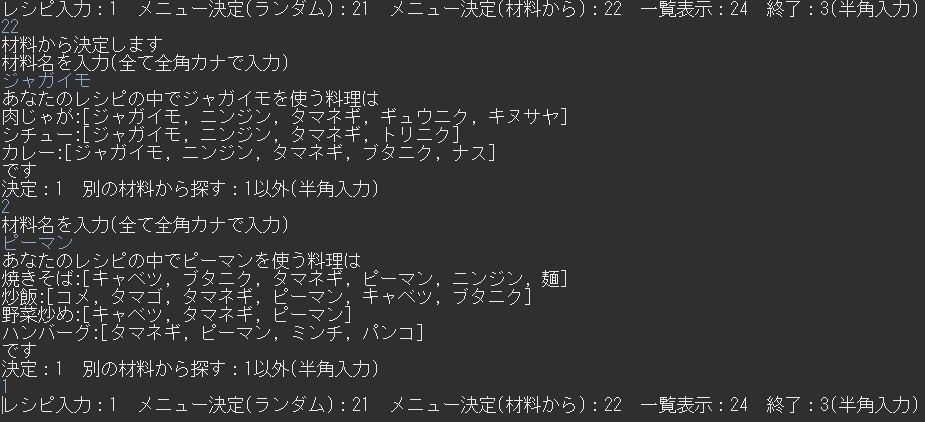 レシピ入力：1　メニュー決定(ランダム)：21　メニュー決定(材料から)：22　一覧表示：24　終了：3(半角入力)
22
材料から決定します
材料名を入力(全て全角カナで入力)
ジャガイモ
あなたのレシピの中でジャガイモを使う料理は
肉じゃが:[ジャガイモ, ニンジン, タマネギ, ギュウニク, キヌサヤ]
シチュー:[ジャガイモ, ニンジン, タマネギ, トリニク]
カレー:[ジャガイモ, ニンジン, タマネギ, ブタニク, ナス]
です
決定：1　別の材料から探す：1以外(半角入力)
2
材料名を入力(全て全角カナで入力)
ピーマン
あなたのレシピの中でピーマンを使う料理は
焼きそば:[キャベツ, ブタニク, タマネギ, ピーマン, ニンジン, 麺]
炒飯:[コメ, タマゴ, タマネギ, ピーマン, キャベツ, ブタニク]
野菜炒め:[キャベツ, タマネギ, ピーマン]
ハンバーグ:[タマネギ, ピーマン, ミンチ, パンコ]
です
決定：1　別の材料から探す：1以外(半角入力)
1
レシピ入力：1　メニュー決定(ランダム)：21　メニュー決定(材料から)：22　一覧表示：24　終了：3(半角入力)